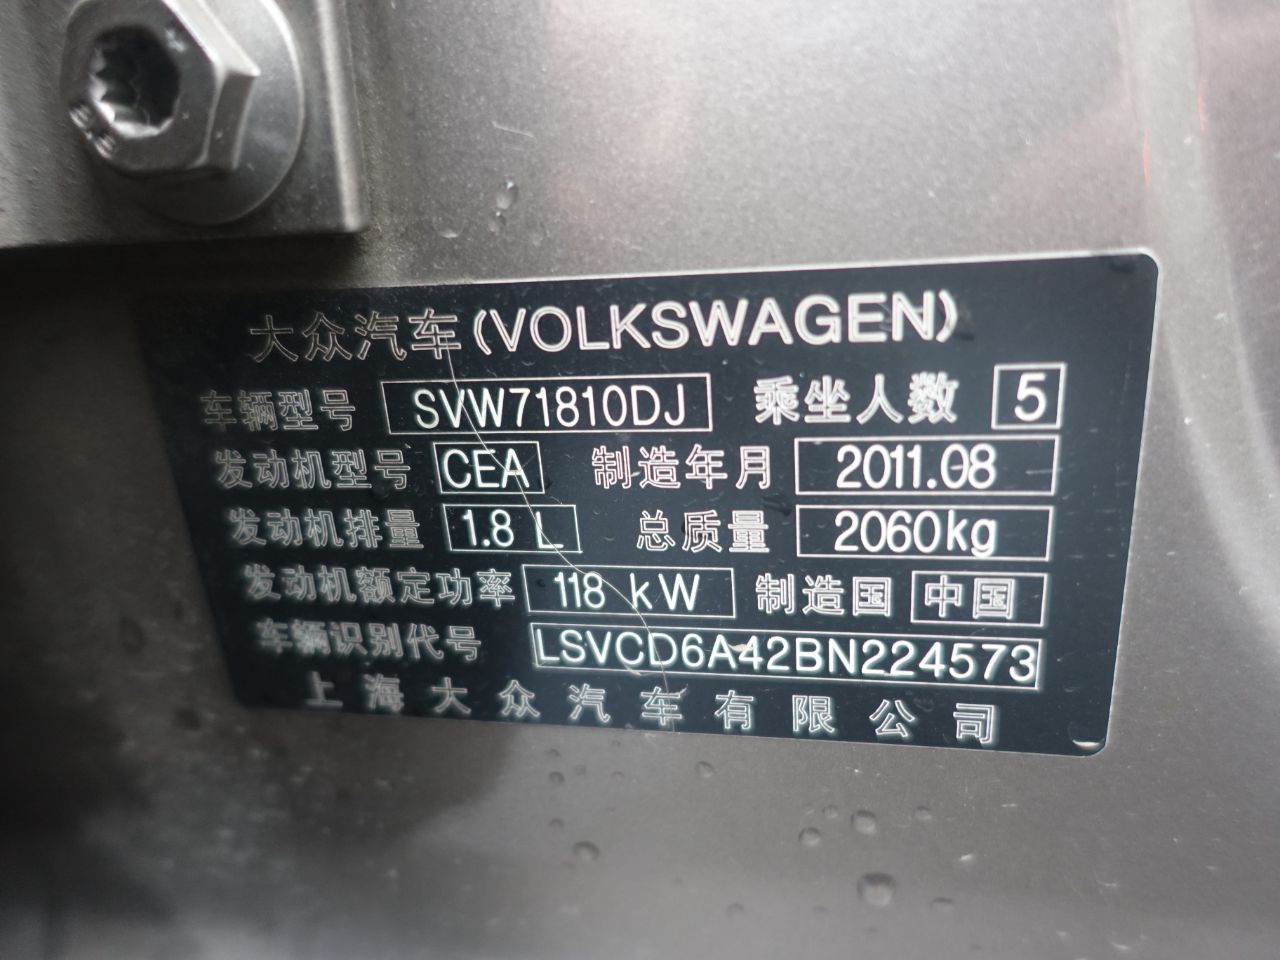 大众汽车(VOLKSWAGEN)
车辆型号 SVW71810DJ 乘坐人数 5
发动机型号 CEA 制造年月 2011.08
发动机排量 1.8 L 总质量 2060kg
发动机额定功率 118 kW 制造国 中国
车辆识别代号 LSVCD6A42BN224573
上海大众汽车有限公司